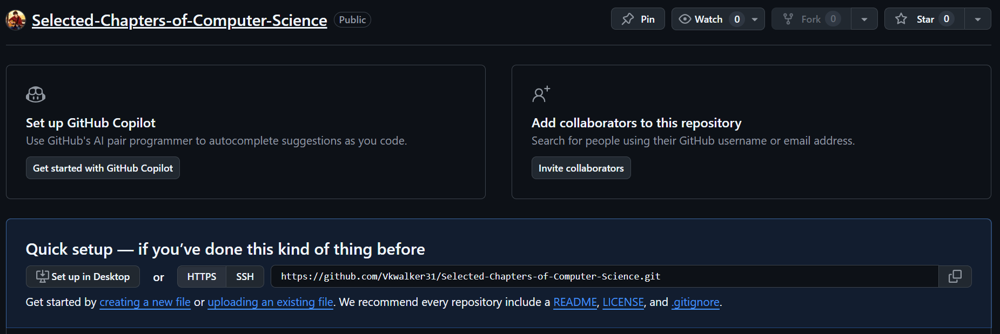 Selected-Chapters-of-Computer-Science Public Pin Watch 0 Fork 0 Star 0
Set up GitHub Copilot
Use GitHub's AI pair programmer to autocomplete suggestions as you code.
Get started with GitHub Copilot
Add collaborators to this repository
Search for people using their GitHub username or email address.
Invite collaborators
Quick setup — if you’ve done this kind of thing before
Set up in Desktop or HTTPS SSH https://github.com/Vkwalker31/Selected-Chapters-of-Computer-Science.git
Get started by creating a new file or uploading an existing file. We recommend every repository include a README, LICENSE, and .gitignore.